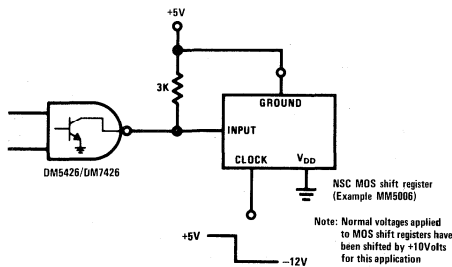 +5V
3K
GROUND
INPUT
CLOCK VDD
DM5426/DM7426
NSC MOS shift register
(Example MM5006)
+5V
−12V
Note: Normal voltages applied
to MOS shift registers have
been shifted by +10Volts
for this application